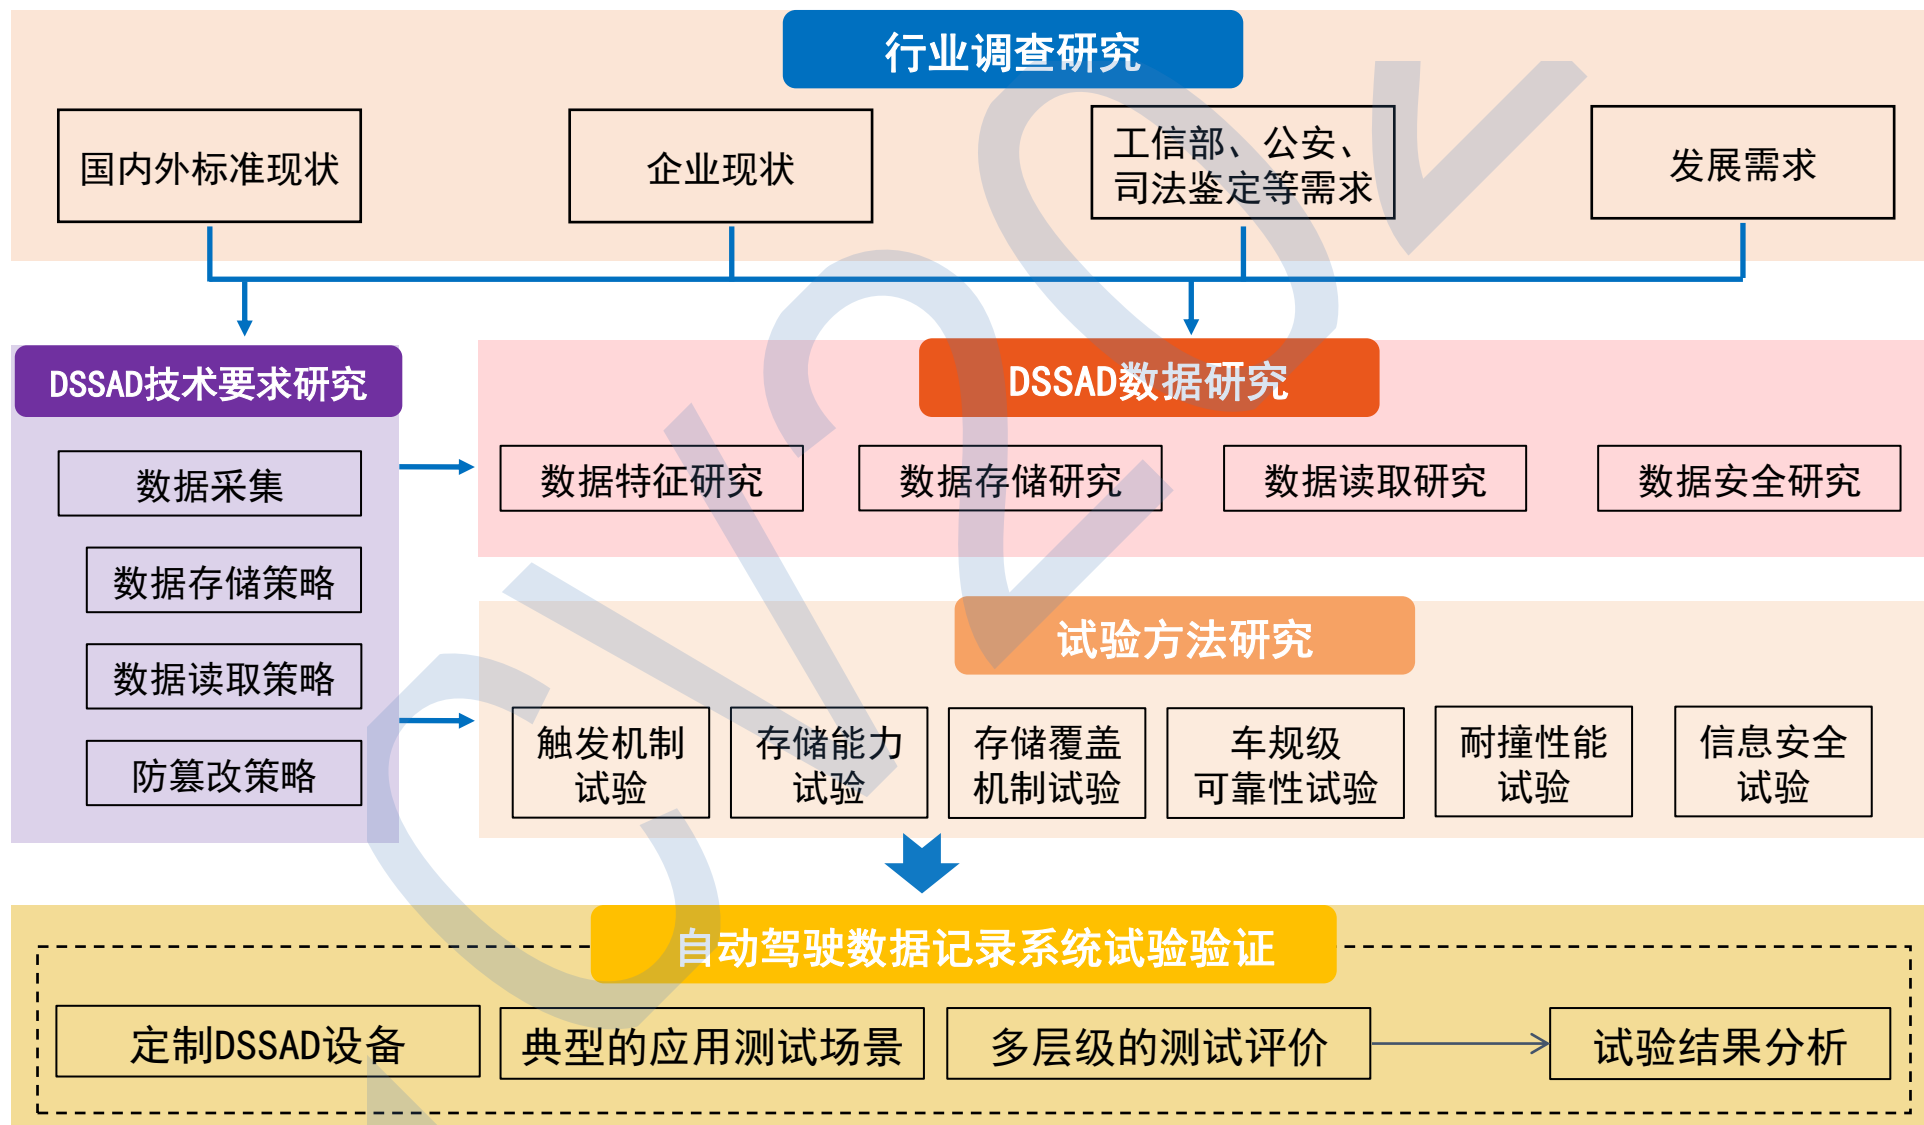 行业调查研究
国内外标准现状
企业现状
工信部、公安、
司法鉴定等需求
发展需求
DSSAD技术要求研究
数据采集
数据存储策略
数据读取策略
防篡改策略
DSSAD数据研究
数据特征研究
数据存储研究
数据读取研究
数据安全研究
试验方法研究
触发机制
试验
存储能力
试验
存储覆盖
机制试验
车规级
可靠性试验
耐撞性能
试验
信息安全
试验
自动驾驶数据记录系统试验验证
定制DSSAD设备
典型的应用测试场景
多层级的测试评价
试验结果分析